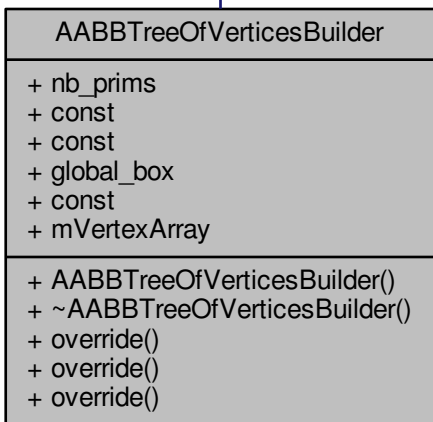 AABBTreeOfVerticesBuilder
+ nb_prims
+ const
+ const
+ global_box
+ const
+ mVertexArray
+ AABBTreeOfVerticesBuilder()
+ ~AABBTreeOfVerticesBuilder()
+ override()
+ override()
+ override()